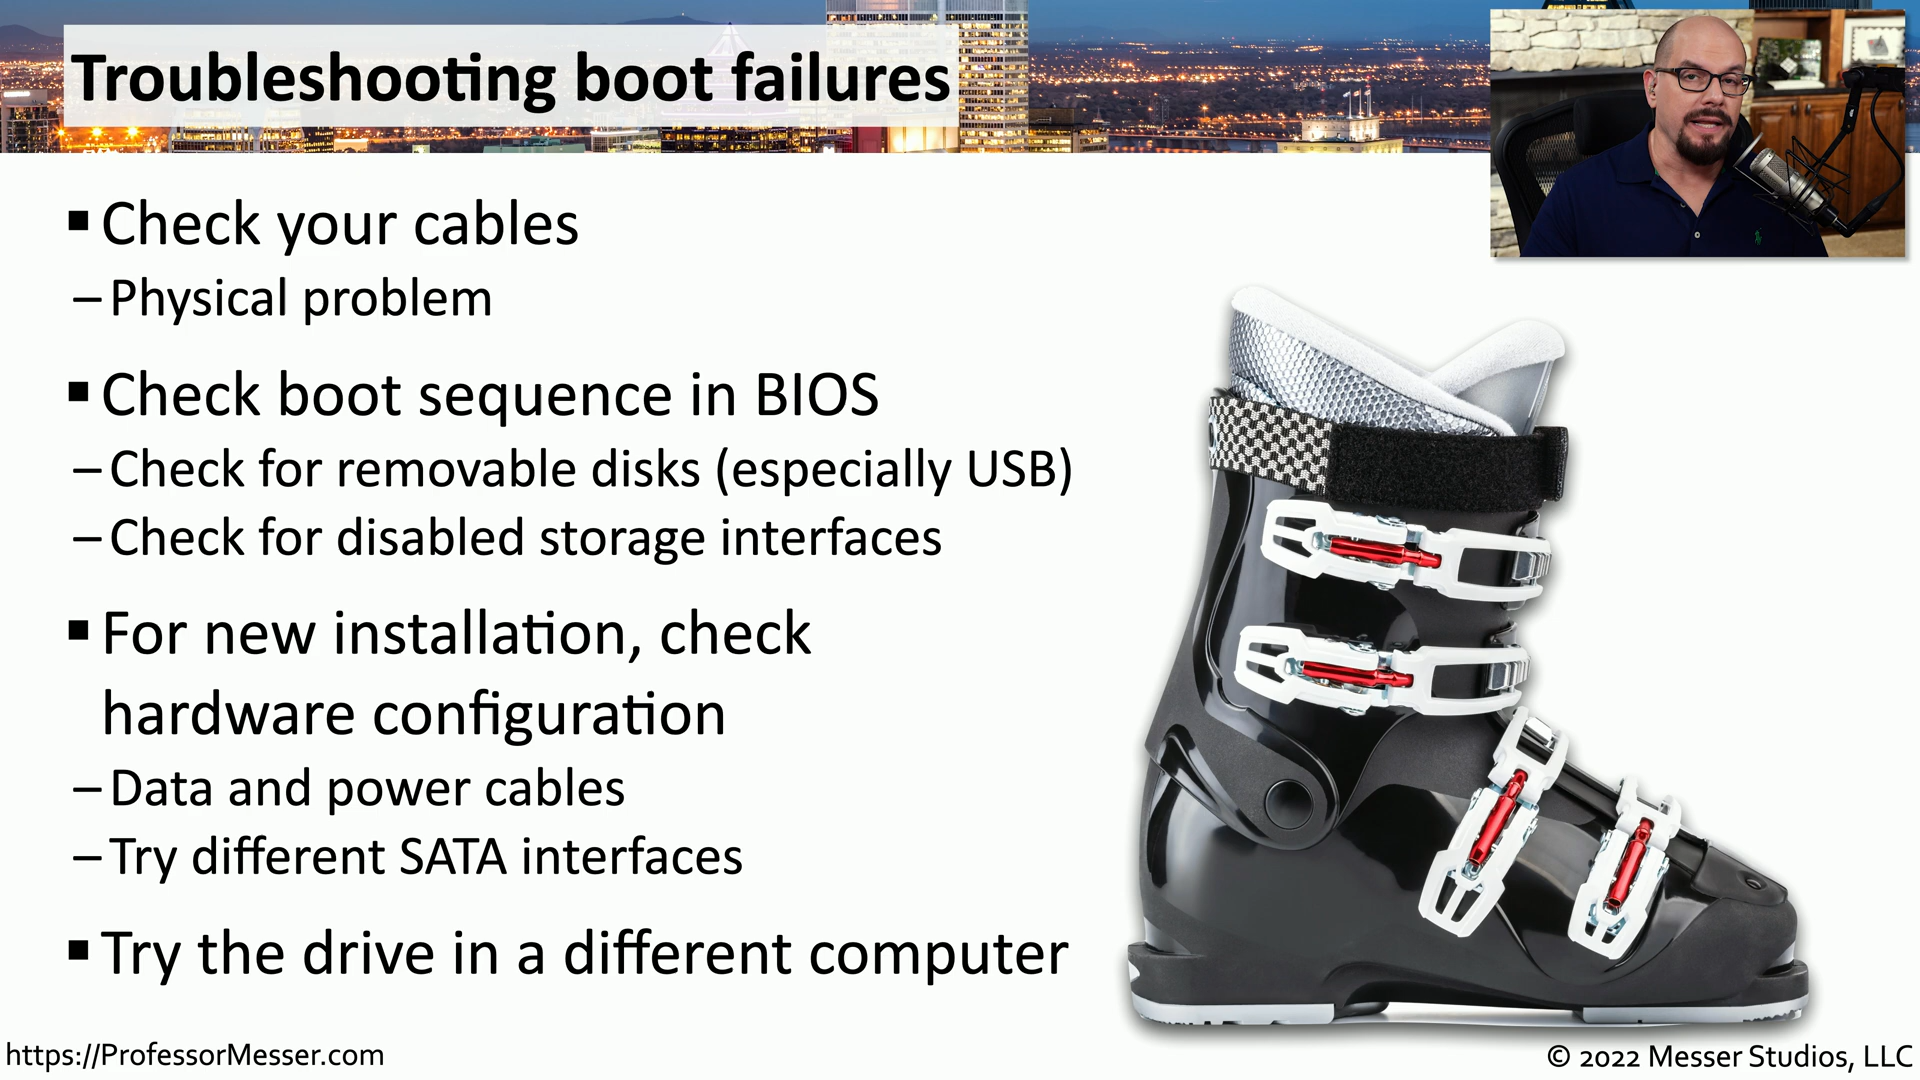 Troubleshooting boot failures
▪ Check your cables
– Physical problem
▪ Check boot sequence in BIOS
– Check for removable disks (especially USB)
– Check for disabled storage interfaces
▪ For new installation, check
hardware configuration
– Data and power cables
– Try different SATA interfaces
▪ Try the drive in a different computer
https://ProfessorMesser.com
© 2022 Messer Studios, LLC